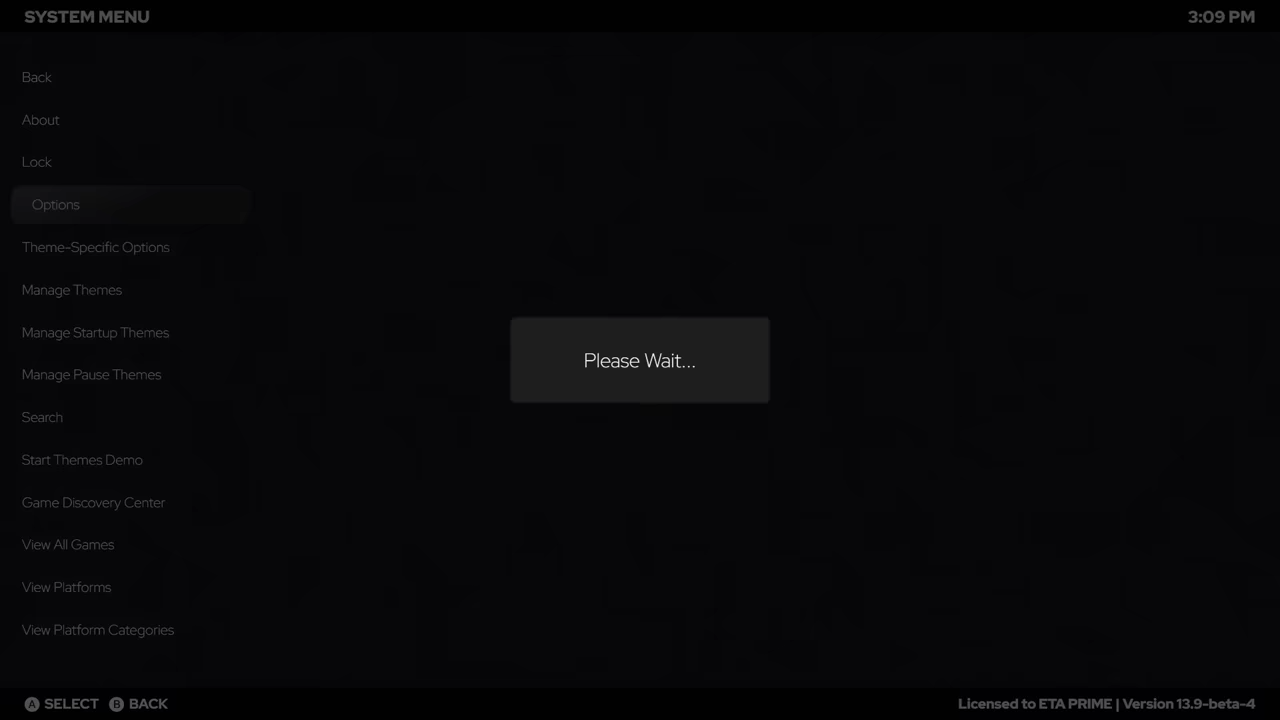 SYSTEM MENU
3:09 PM
Back
About
Lock
Options
Theme-Specific Options
Manage Themes
Manage Startup Themes
Please Wait...
Manage Pause Themes
Search
Start Themes Demo
Game Discovery Center
View All Games
View Platforms
View Platform Categories
A SELECT B BACK
Licensed to ETA PRIME | Version 13.9-beta-4